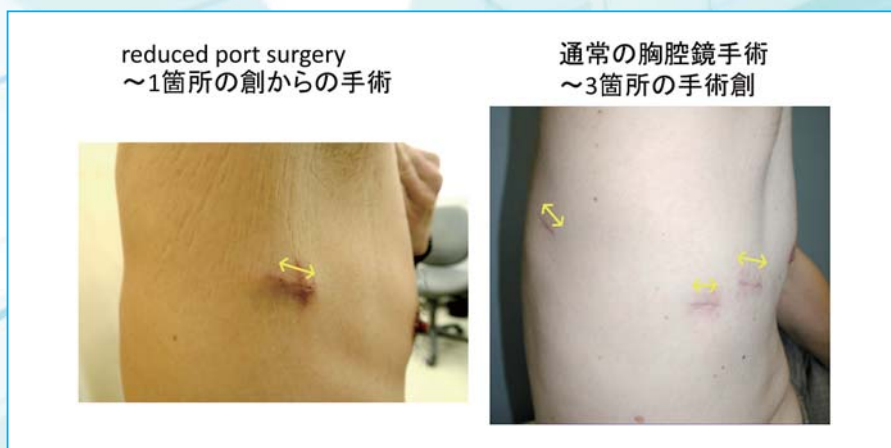 reduced port surgery
～1箇所の創からの手術
通常の胸腔鏡手術
～3箇所の手術創